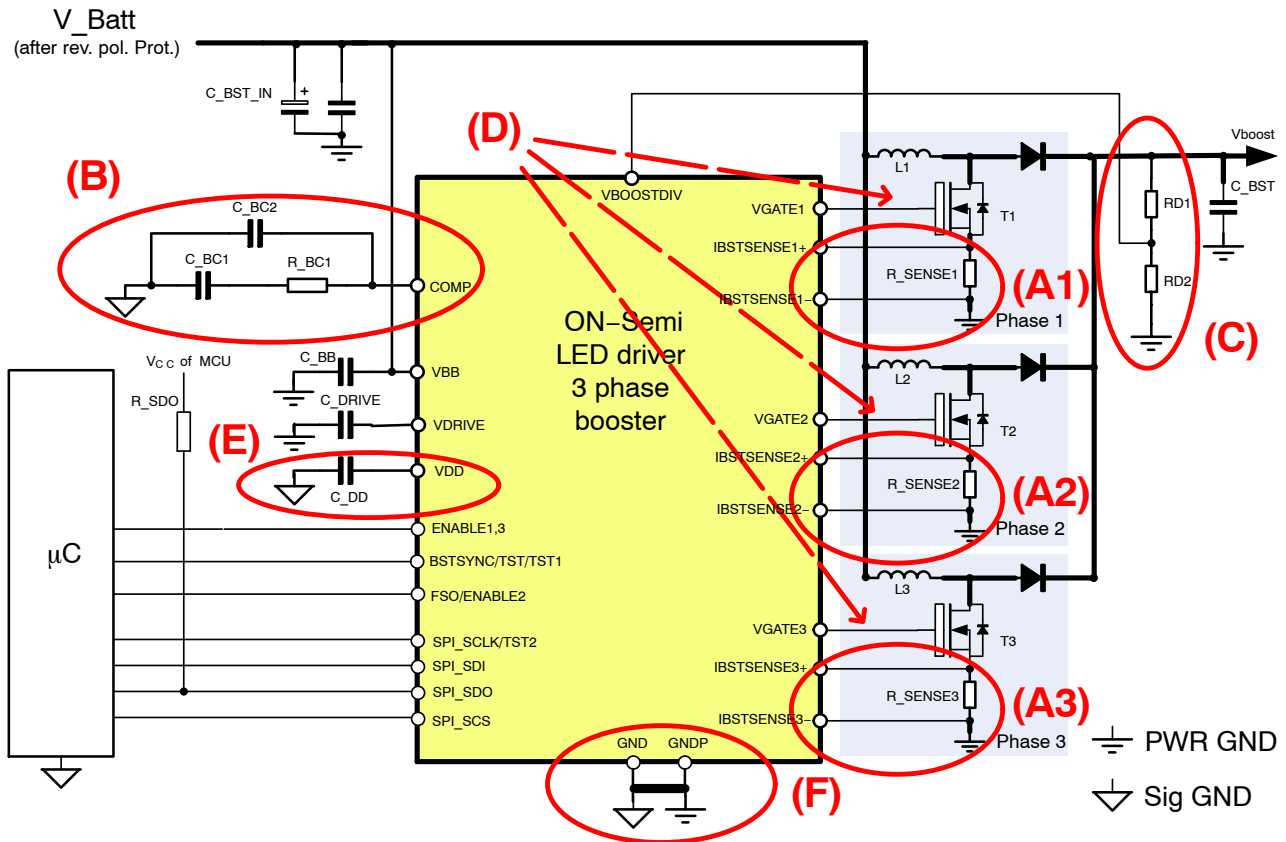 V_Batt
(after rev. pol. Prot.)
C_BST_IN
+
(D)
Vboost
(B)
VBOOSTDIV
L1
C_BST
C_BC2
VGATE1
T1
RD1
C_BC1
R_BC1
IBSTSENSE1+
R_SENSE1
RD2
COMP
(A1)
IBSTSENSE1−
Phase 1
(C)
ON−Semi
LED driver
3 phase
booster
VCC of MCU
C_BB
VBB
L2
R_SDO
C_DRIVE
VDRIVE
VGATE2
T2
(E)
IBSTSENSE2+
VDD
R_SENSE2
(A2)
C_DD
IBSTSENSE2−
Phase 2
ENABLE1,3
μC
BSTSYNC/TST/TST1
L3
FSO/ENABLE2
VGATE3
T3
SPI_SCLK/TST2
SPI_SDI
IBSTSENSE3+
SPI_SDO
R_SENSE3
(A3)
SPI_SCS
IBSTSENSE3−
Phase 3
GND
GNDP
PWR GND
(F)
Sig GND